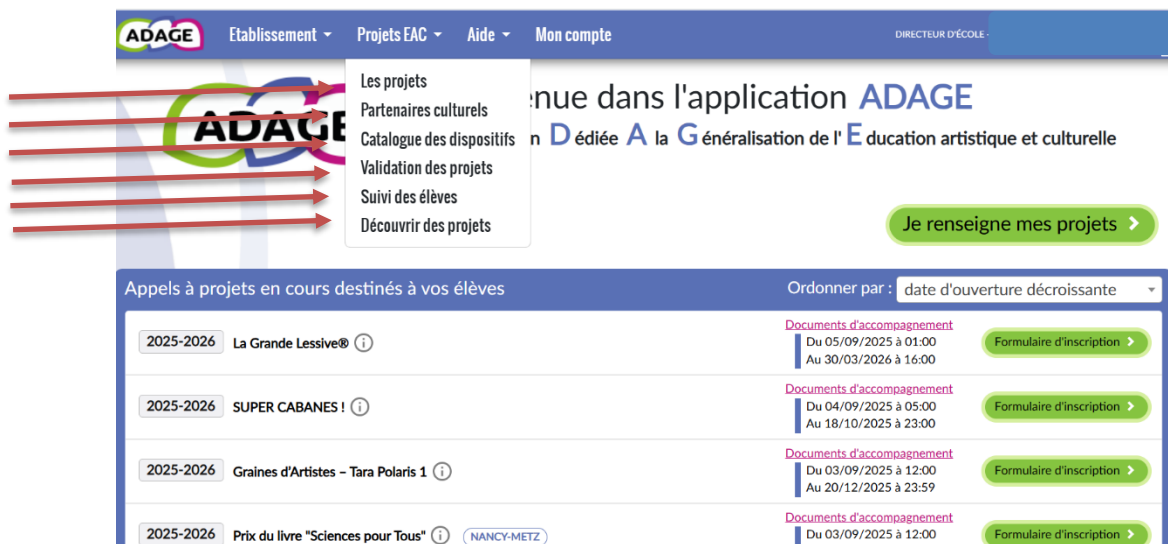 ADAGE Etablissement Projets EAC Aide Mon compte DIRECTEUR D'ÉCOLE -
Les projets
Partenaires culturels
Catalogue des dispositifs
Validation des projets
Suivi des élèves
Découvrir des projets
ADAGE
nue dans l'application ADAGE
n Dédiée A la Généralisation de l'Education artistique et culturelle
Je renseigne mes projets
Appels à projets en cours destinés à vos élèves
Ordonner par : date d'ouverture décroissante
2025-2026 La Grande Lessive®
Documents d'accompagnement
Du 05/09/2025 à 01:00
Au 30/03/2026 à 16:00
Formulaire d'inscription
2025-2026 SUPER CABANES !
Documents d'accompagnement
Du 04/09/2025 à 05:00
Au 18/10/2025 à 23:00
Formulaire d'inscription
2025-2026 Graines d'Artistes – Tara Polaris 1
Documents d'accompagnement
Du 03/09/2025 à 12:00
Au 20/12/2025 à 23:59
Formulaire d'inscription
2025-2026 Prix du livre "Sciences pour Tous" NANCY-METZ
Documents d'accompagnement
Du 03/09/2025 à 12:00
Formulaire d'inscription